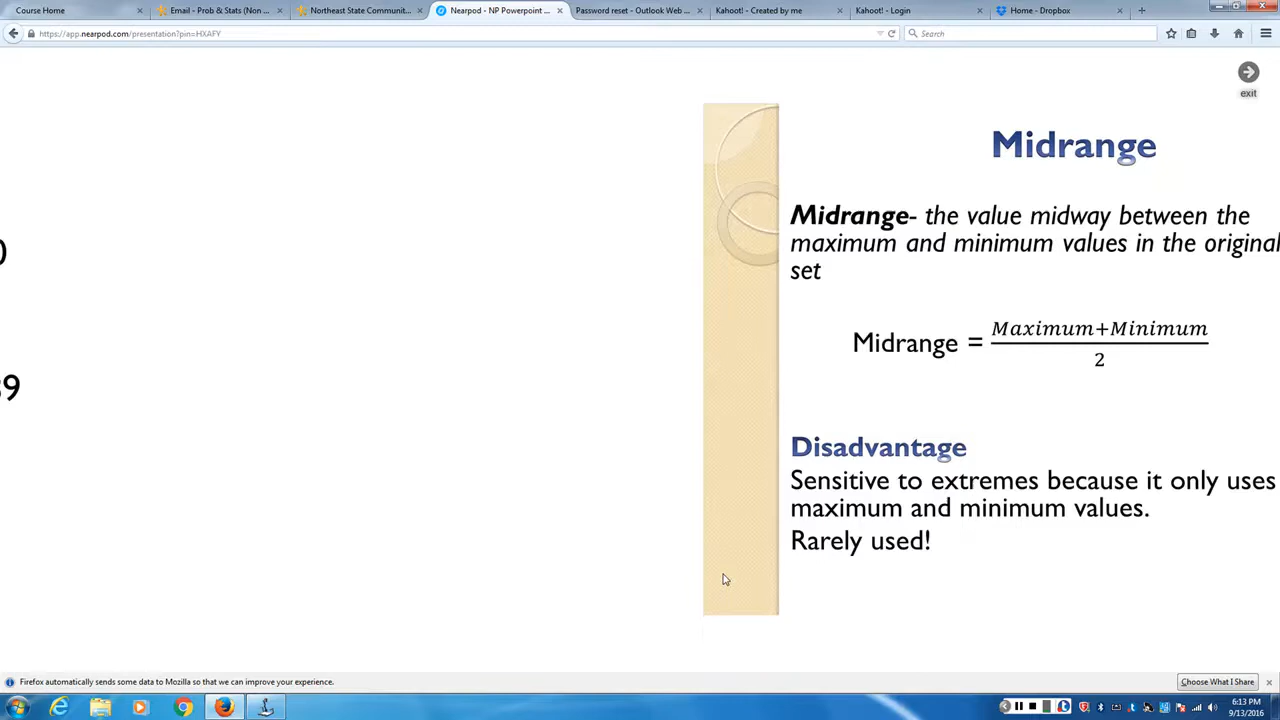 Course Home
Email - Prob & Stats (Non ...
Northeast State Communit...
Nearpod - NP Powerpoint ...
Password reset - Outlook Web ...
Kahoot! - Created by me
Kahoot! - Login
Home - Dropbox
https://app.nearpod.com/presentation?pin=HXAFY
Search
exit
Midrange
Midrange- the value midway between the
maximum and minimum values in the original
set
0
Midrange = Maximum+Minimum
2
39
Disadvantage
Sensitive to extremes because it only uses
maximum and minimum values.
Rarely used!
Firefox automatically sends some data to Mozilla so that we can improve your experience.
Choose What I Share
6:13 PM
9/13/2016